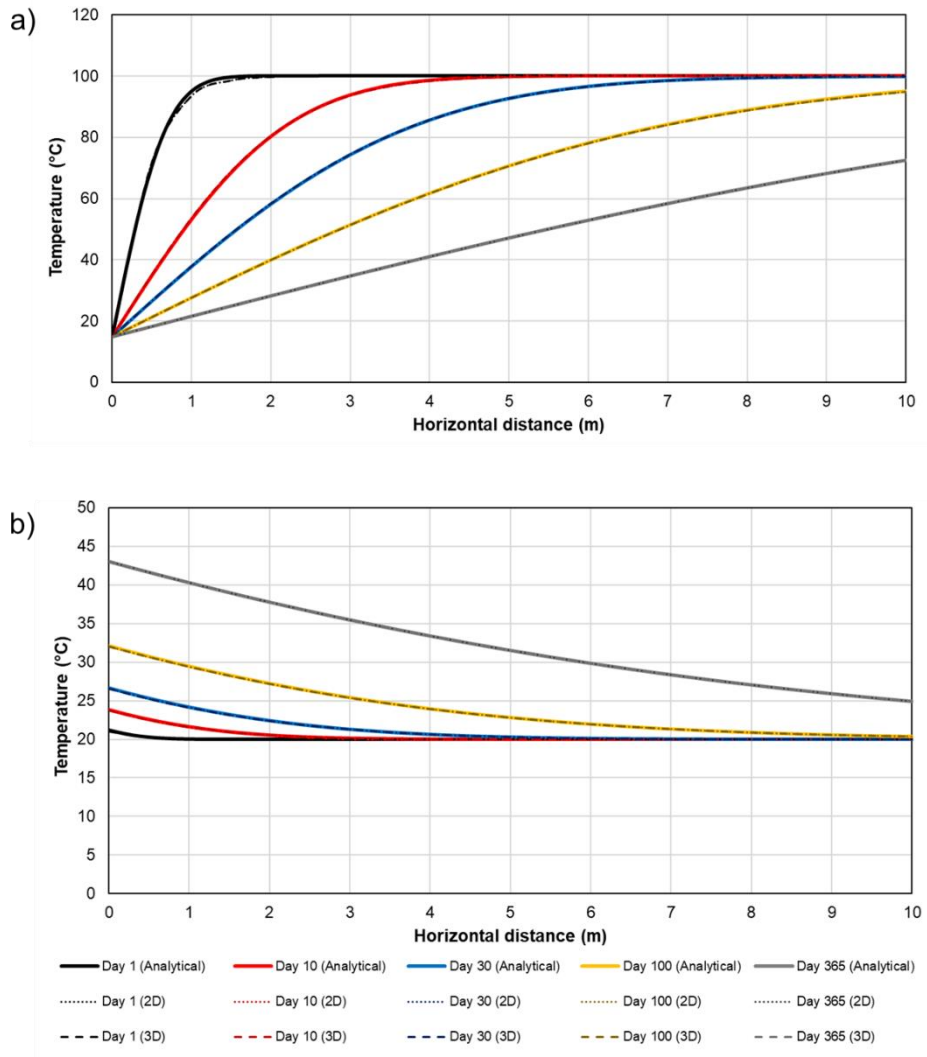 a)
120
100
80
60
40
20
0
Temperature (°C)
0 1 2 3 4 5 6 7 8 9 10
Horizontal distance (m)
b)
50
45
40
35
30
25
20
15
10
5
0
Temperature (°C)
0 1 2 3 4 5 6 7 8 9 10
Horizontal distance (m)
Day 1 (Analytical) Day 10 (Analytical) Day 30 (Analytical) Day 100 (Analytical) Day 365 (Analytical)
Day 1 (2D) Day 10 (2D) Day 30 (2D) Day 100 (2D) Day 365 (2D)
Day 1 (3D) Day 10 (3D) Day 30 (3D) Day 100 (3D) Day 365 (3D)